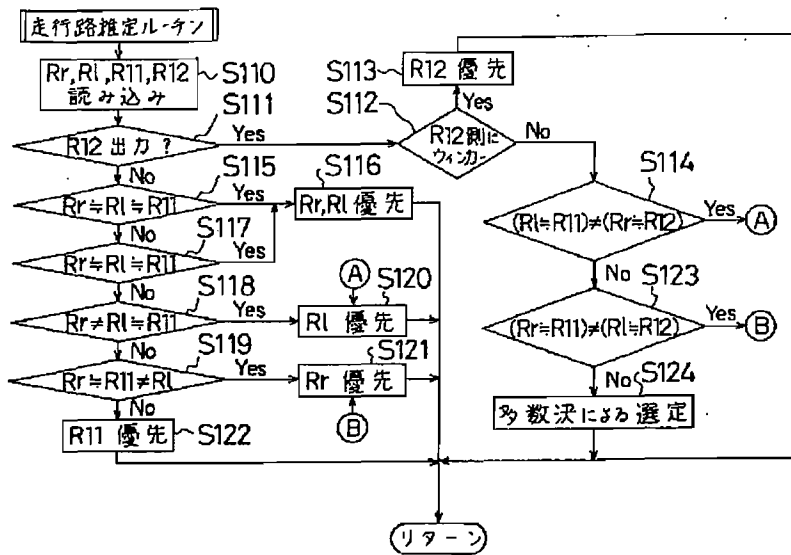 走行路推定ルーチン
Rr,Rl,R11,R12
読み込み
S110
S111
R12 出力 ?
Yes
No
S115
Rr≒Rl≒R11
Yes
No
S116
Rr,Rl 優先
S117
Rr≒Rl≒R11
No
S118
Rr≠Rl≒R11
Yes
No
A
S120
Rl 優先
S119
Rr≒R11≠Rl
Yes
No
S121
Rr 優先
B
R11 優先
S122
S113
R12 優先
S112
Yes
R12 側に
ウィンカー
No
S114
(Rl≒R11)≠(Rr≒R12)
Yes
A
No
S123
(Rr≒R11)≠(Rl≒R12)
Yes
B
No
S124
多数決による選定
リターン